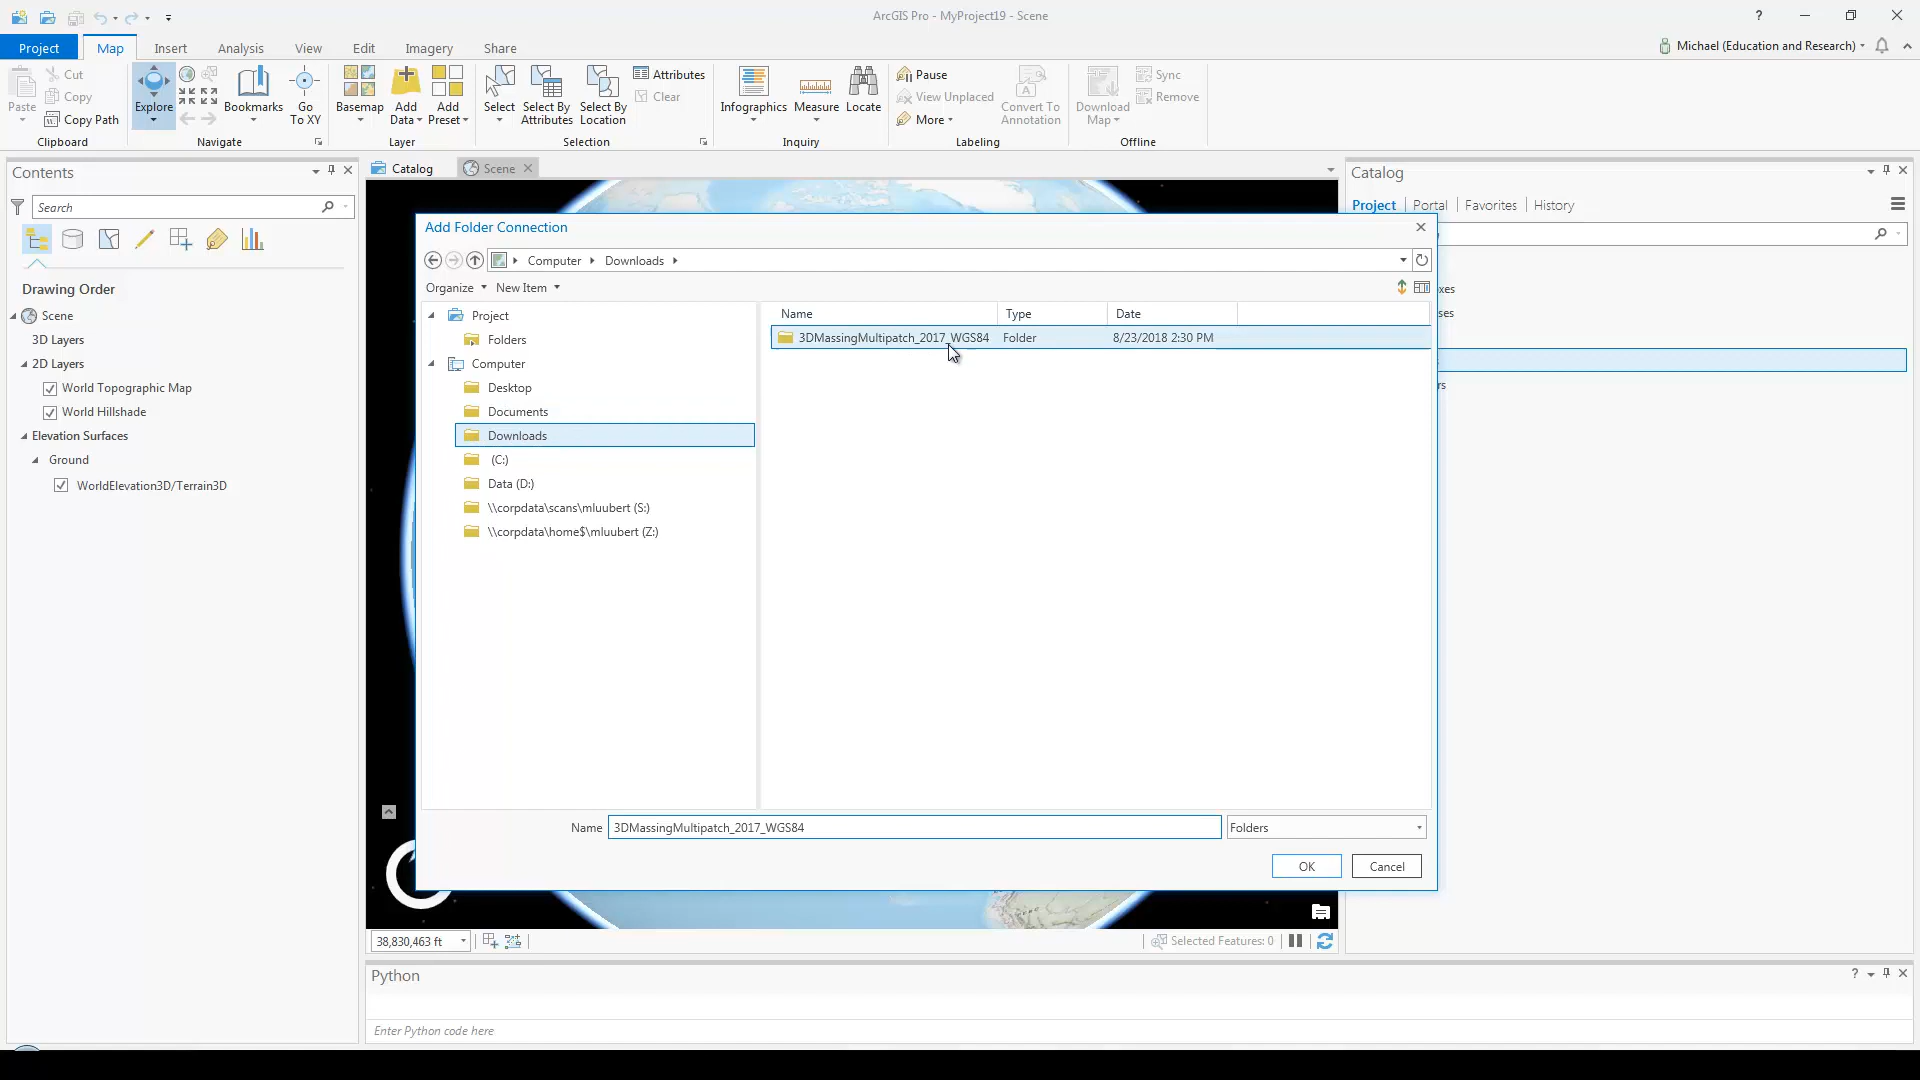 ArcGIS Pro - MyProject19 - Scene
?
Project Map Insert Analysis View Edit Imagery Share
Michael (Education and Research)
Paste
Cut
Copy
Copy Path
Clipboard
Explore
Bookmarks
Go
To XY
Navigate
Basemap
Add
Data
Add
Preset
Layer
Select
Select By
Attributes
Select By
Location
Attributes
Clear
Selection
Infographics
Measure
Locate
Inquiry
Pause
View Unplaced
More
Convert To
Annotation
Labeling
Download
Map
Sync
Remove
Offline
Contents
Search
Drawing Order
Scene
3D Layers
2D Layers
World Topographic Map
World Hillshade
Elevation Surfaces
Ground
WorldElevation3D/Terrain3D
Catalog
Scene
Add Folder Connection
Computer Downloads
Organize New Item
Project
Folders
Computer
Desktop
Documents
Downloads
(C:)
Data (D:)
\\corpdata\scans\mluubert (S:)
\\corpdata\home$\mluubert (Z:)
Name Type Date
3DMassingMultipatch_2017_WGS84 Folder 8/23/2018 2:30 PM
Name 3DMassingMultipatch_2017_WGS84 Folders
OK Cancel
Catalog
Project Portal Favorites History
xes
ses
rs
38,830,463 ft
Selected Features: 0
Python
?
Enter Python code here